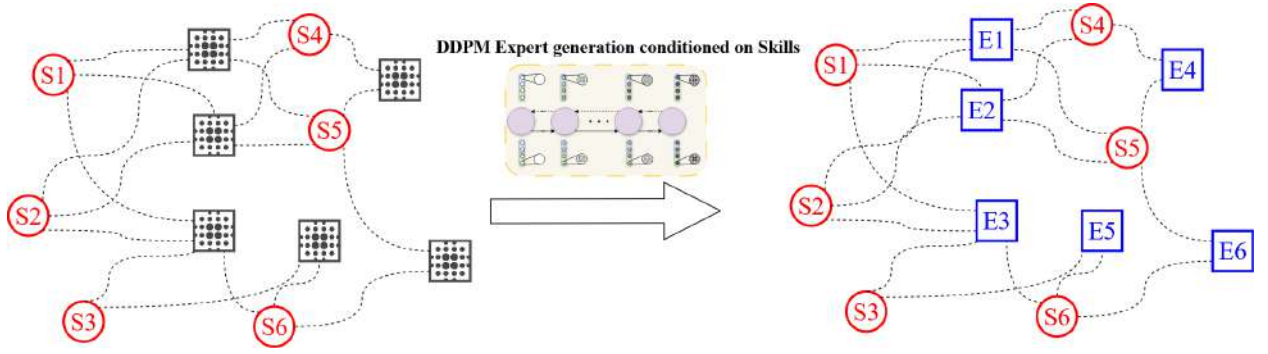 DDPM Expert generation conditioned on Skills
S1
S2
S3
S4
S5
S6
S1
S2
S3
S4
S5
S6
E1
E2
E3
E4
E5
E6